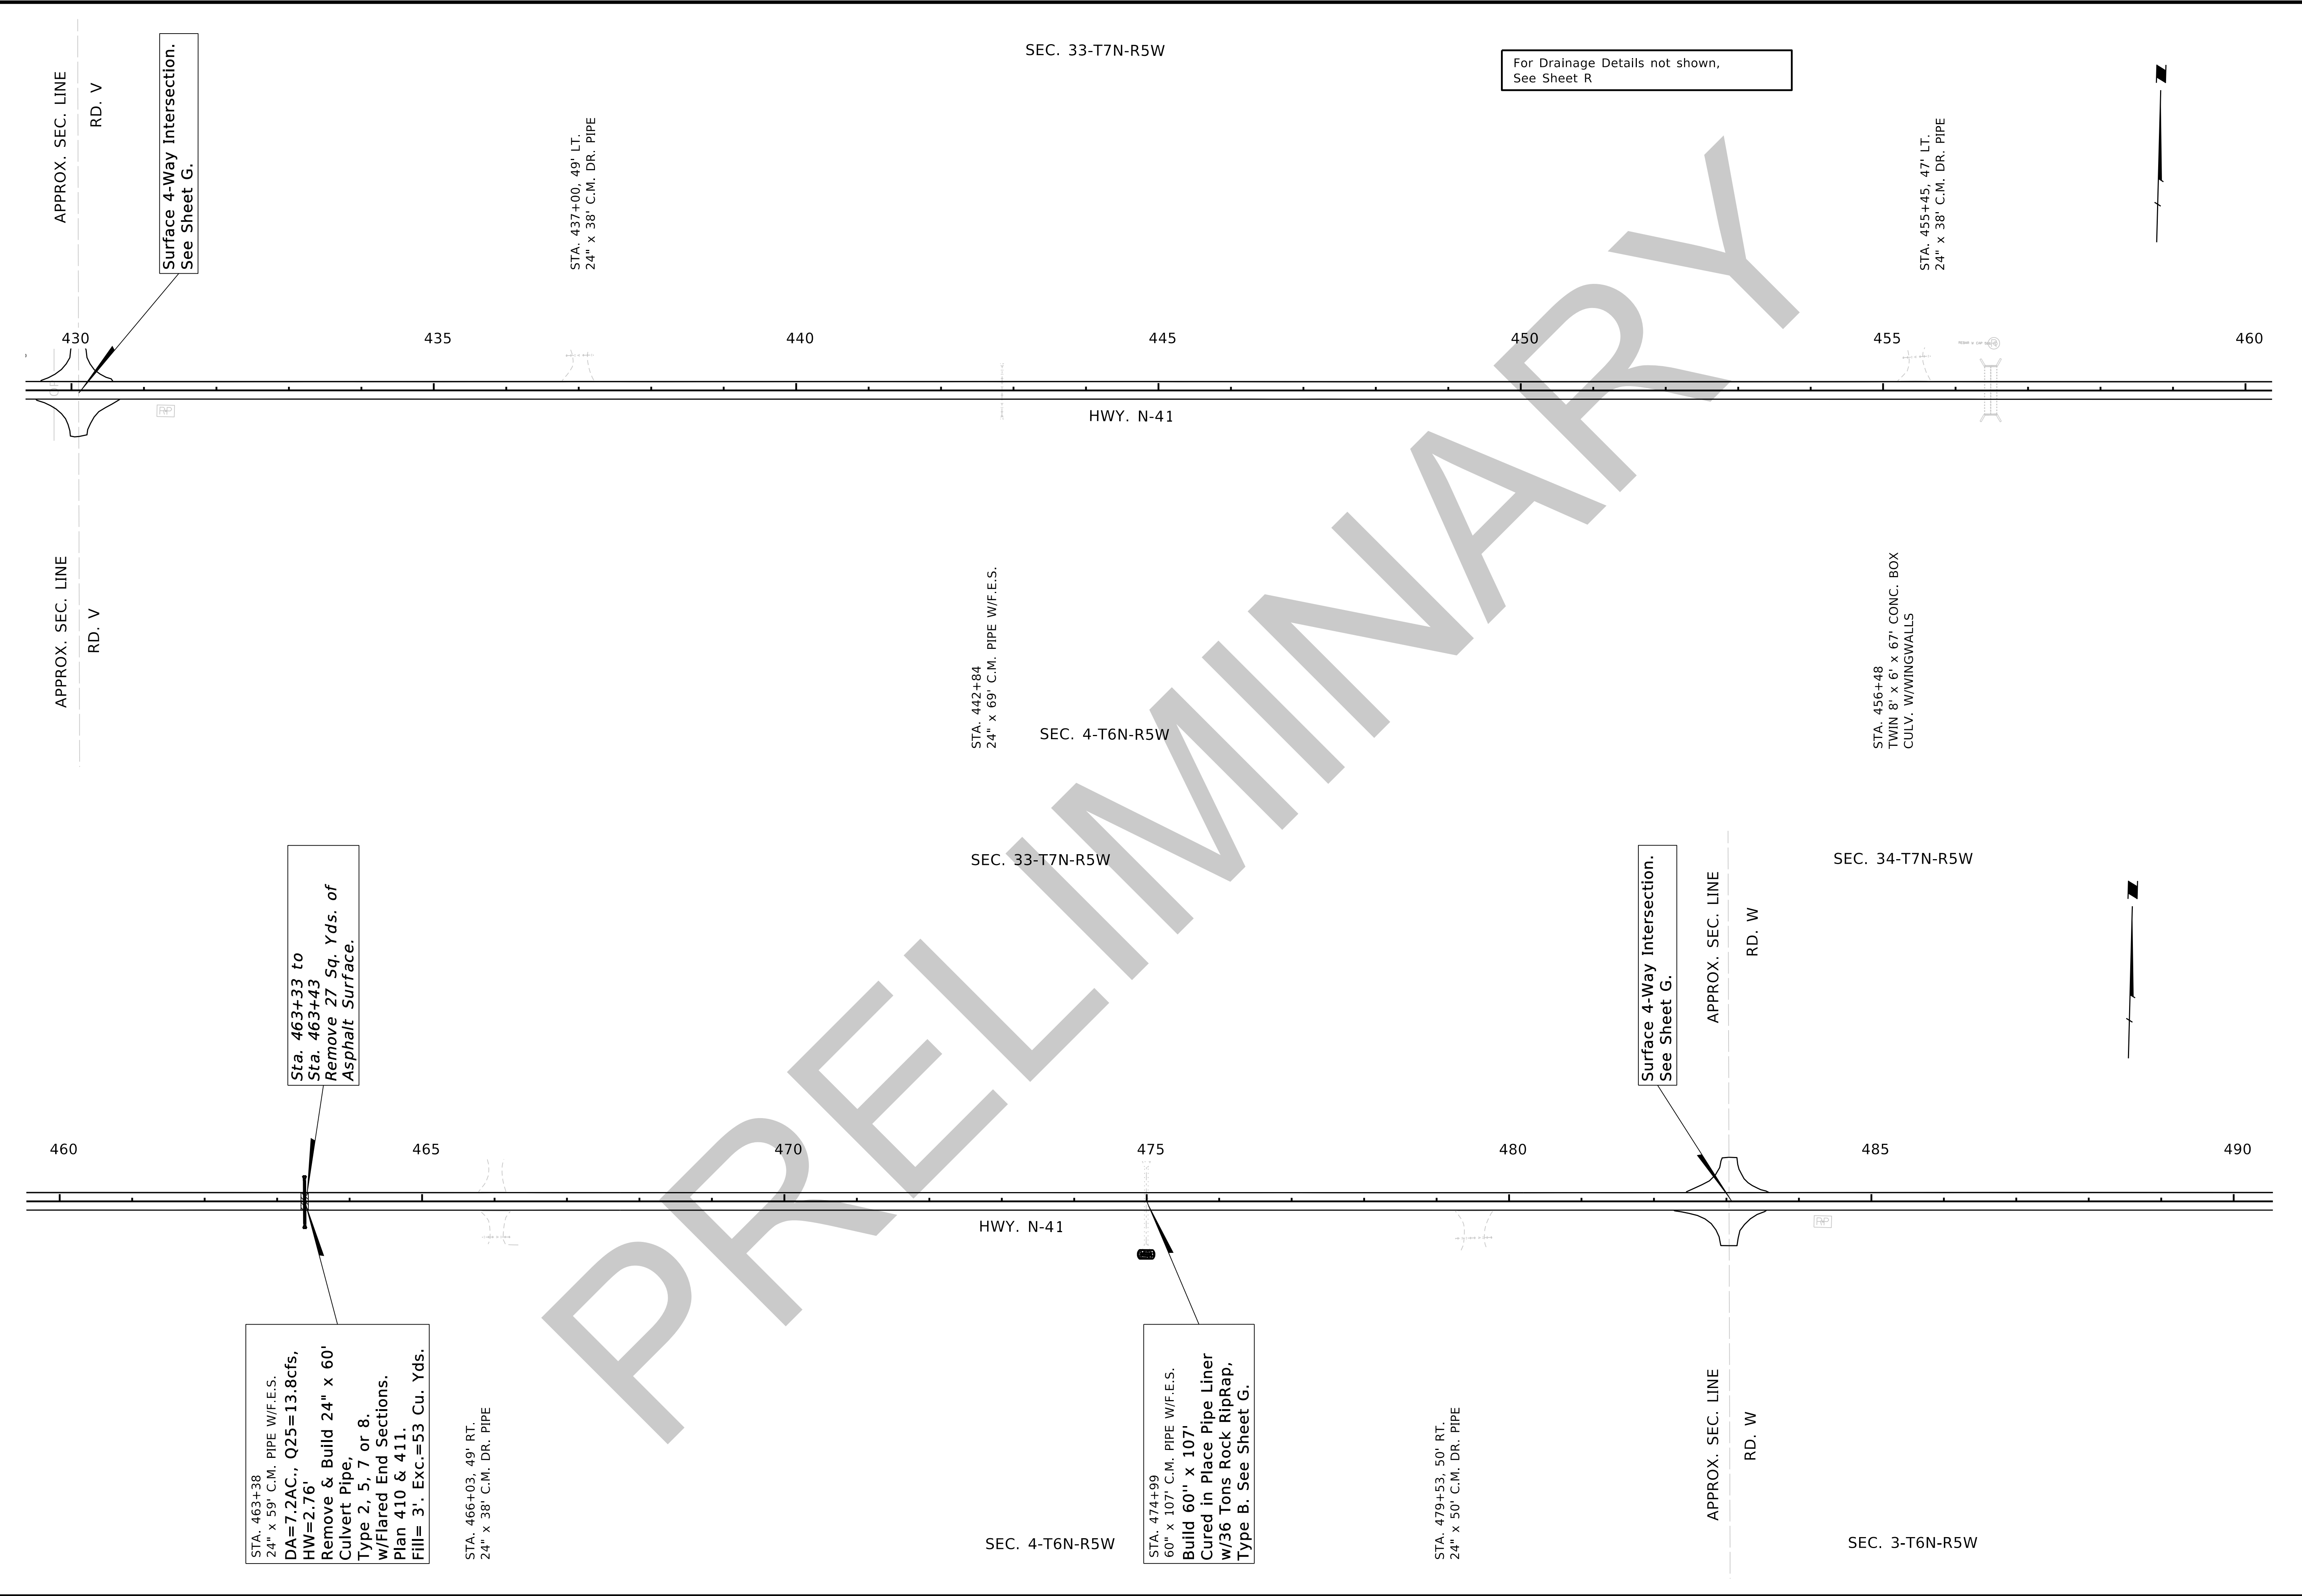 SEC. 33-T7N-R5W
For Drainage Details not shown,
See Sheet R
APPROX. SEC. LINE
RD. V
Surface 4-Way Intersection.
See Sheet G.
STA. 437+00, 49' LT.
24" x 38' C.M. DR. PIPE
STA. 455+45, 47' LT.
24" x 38' C.M. DR. PIPE
N
430
435
440
445
450
455
460
R&P
HWY. N-41
APPROX. SEC. LINE
RD. V
STA. 442+84
24" x 69' C.M. PIPE W/F.E.S.
SEC. 4-T6N-R5W
STA. 456+48
TWIN 8' x 6' x 67' CONC. BOX
CULV. W/WINGWALLS
PRELIMINARY
SEC. 33-T7N-R5W
SEC. 34-T7N-R5W
Sta. 463+33 to
Sta. 463+43
Remove 27 Sq. Yds. of
Asphalt Surface.
Surface 4-Way Intersection.
See Sheet G.
APPROX. SEC. LINE
RD. W
N
460
465
470
475
480
485
490
HWY. N-41
R&P
STA. 463+38
24" x 59' C.M. PIPE W/F.E.S.
DA=7.2AC., Q25=13.8cfs,
HW=2.76'
Remove & Build 24" x 60'
Culvert Pipe,
Type 2, 5, 7 or 8.
w/Flared End Sections.
Plan 410 & 411.
Fill= 3'. Exc.=53 Cu. Yds.
STA. 466+03, 49' RT.
24" x 38' C.M. DR. PIPE
SEC. 4-T6N-R5W
STA. 474+99
60" x 107' C.M. PIPE W/F.E.S.
Build 60'' x 107'
Cured in Place Pipe Liner
w/36 Tons Rock RipRap,
Type B. See Sheet G.
STA. 479+53, 50' RT.
24" x 50' C.M. DR. PIPE
APPROX. SEC. LINE
RD. W
SEC. 3-T6N-R5W